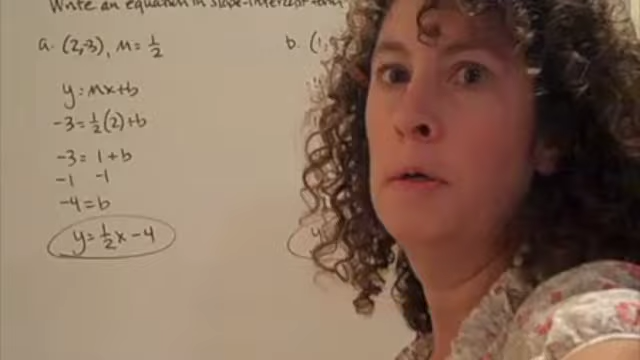 Write an equation in slope-intercept form
a. (2,-3), m = 1/2
b. (1,
y = mx+b
-3 = 1/2(2)+b
-3 = 1 + b
-1 -1
-4 = b
y = 1/2x - 4
y